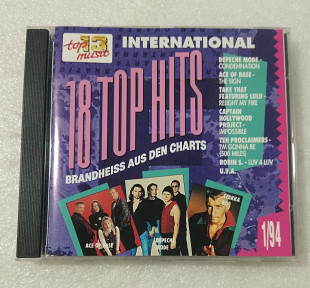 top 13
music
INTERNATIONAL
18 TOP HITS
BRANDHEISS AUS DEN CHARTS
DEPECHE MODE -
CONDEMNATION
ACE OF BASE -
THE SIGN
TAKE THAT
FEATURING LULU -
RELIGHT MY FIRE
CAPTAIN
HOLLYWOOD
PROJECT -
IMPOSSIBLE
THE PROCLAIMERS -
I'M GONNA BE
(500 MILES)
ROBIN S. - LUV 4 LUV
U.V.A.
ACE OF BASE
DEPECHE
MODE
1/94